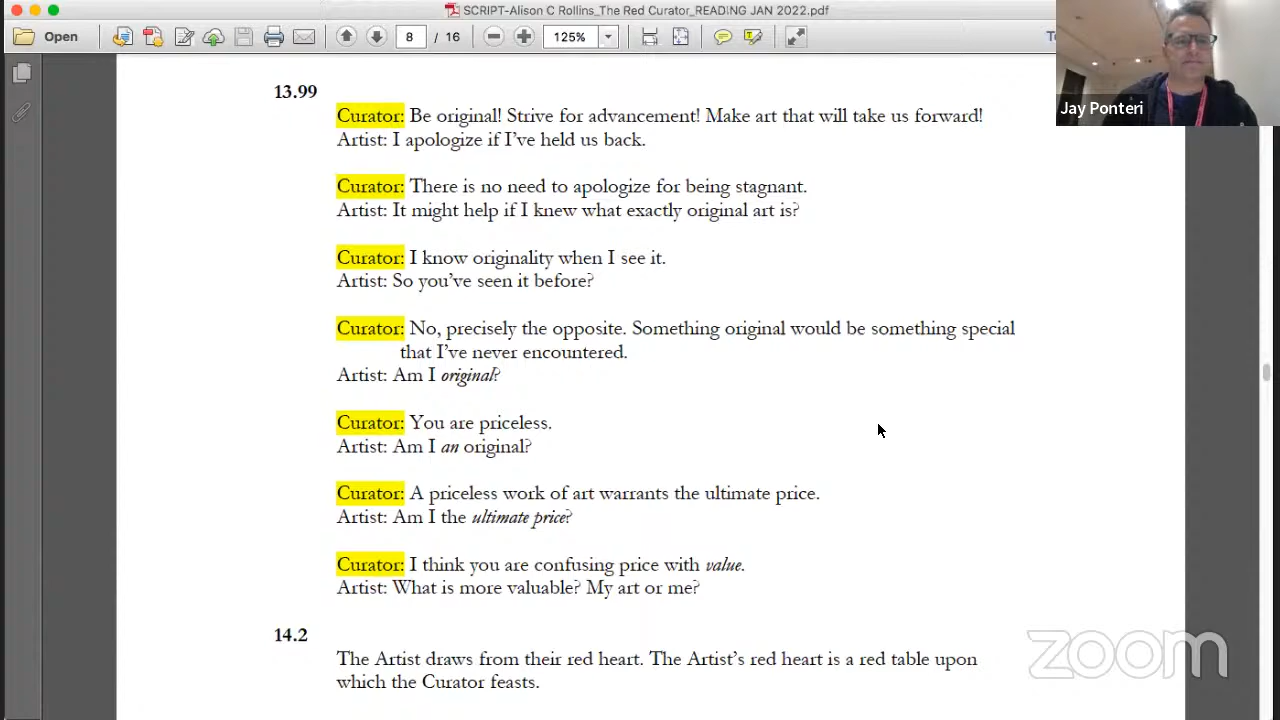 SCRIPT-Alison C Rollins_The Red Curator_READING JAN 2022.pdf
Open
8 / 16
125%
Jay Ponteri
13.99
Curator: Be original! Strive for advancement! Make art that will take us forward!
Artist: I apologize if I've held us back.
Curator: There is no need to apologize for being stagnant.
Artist: It might help if I knew what exactly original art is?
Curator: I know originality when I see it.
Artist: So you've seen it before?
Curator: No, precisely the opposite. Something original would be something special
that I've never encountered.
Artist: Am I original?
Curator: You are priceless.
Artist: Am I an original?
Curator: A priceless work of art warrants the ultimate price.
Artist: Am I the ultimate price?
Curator: I think you are confusing price with value.
Artist: What is more valuable? My art or me?
14.2
The Artist draws from their red heart. The Artist's red heart is a red table upon
which the Curator feasts.
zoom